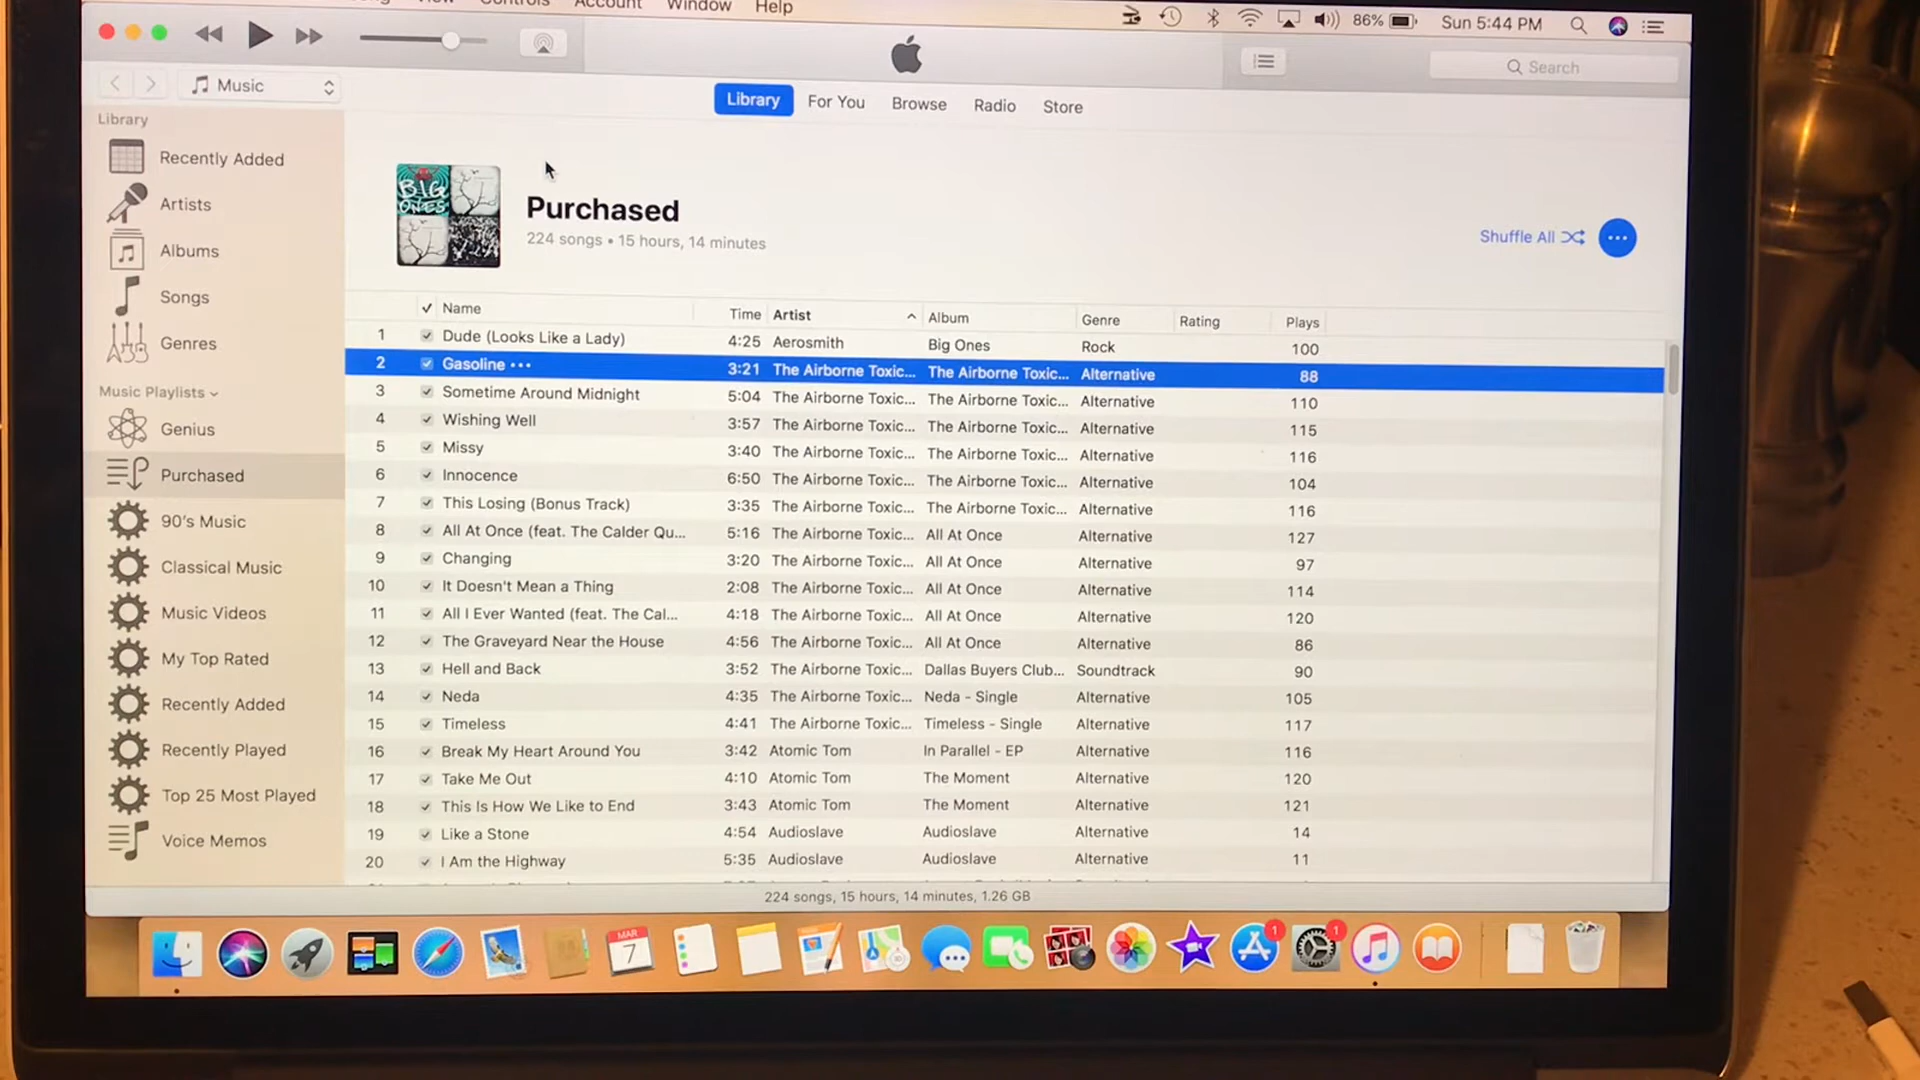 Controls Account Window Help
86% Sun 5:44 PM
Music
Search
Library For You Browse Radio Store
Library
Recently Added
Artists
Albums
Songs
Genres
Music Playlists
Genius
Purchased
90's Music
Classical Music
Music Videos
My Top Rated
Recently Added
Recently Played
Top 25 Most Played
Voice Memos
BIG
ONES
Purchased
224 songs • 15 hours, 14 minutes
Shuffle All
✓ Name Time Artist Album Genre Rating Plays
1 Dude (Looks Like a Lady) 4:25 Aerosmith Big Ones Rock 100
2 Gasoline ••• 3:21 The Airborne Toxic... The Airborne Toxic... Alternative 88
3 Sometime Around Midnight 5:04 The Airborne Toxic... The Airborne Toxic... Alternative 110
4 Wishing Well 3:57 The Airborne Toxic... The Airborne Toxic... Alternative 115
5 Missy 3:40 The Airborne Toxic... The Airborne Toxic... Alternative 116
6 Innocence 6:50 The Airborne Toxic... The Airborne Toxic... Alternative 104
7 This Losing (Bonus Track) 3:35 The Airborne Toxic... The Airborne Toxic... Alternative 116
8 All At Once (feat. The Calder Qu... 5:16 The Airborne Toxic... All At Once Alternative 127
9 Changing 3:20 The Airborne Toxic... All At Once Alternative 97
10 It Doesn't Mean a Thing 2:08 The Airborne Toxic... All At Once Alternative 114
11 All I Ever Wanted (feat. The Cal... 4:18 The Airborne Toxic... All At Once Alternative 120
12 The Graveyard Near the House 4:56 The Airborne Toxic... All At Once Alternative 86
13 Hell and Back 3:52 The Airborne Toxic... Dallas Buyers Club... Soundtrack 90
14 Neda 4:35 The Airborne Toxic... Neda - Single Alternative 105
15 Timeless 4:41 The Airborne Toxic... Timeless - Single Alternative 117
16 Break My Heart Around You 3:42 Atomic Tom In Parallel - EP Alternative 116
17 Take Me Out 4:10 Atomic Tom The Moment Alternative 120
18 This Is How We Like to End 3:43 Atomic Tom The Moment Alternative 121
19 Like a Stone 4:54 Audioslave Audioslave Alternative 14
20 I Am the Highway 5:35 Audioslave Audioslave Alternative 11
224 songs, 15 hours, 14 minutes, 1.26 GB
MAR
7
1
1